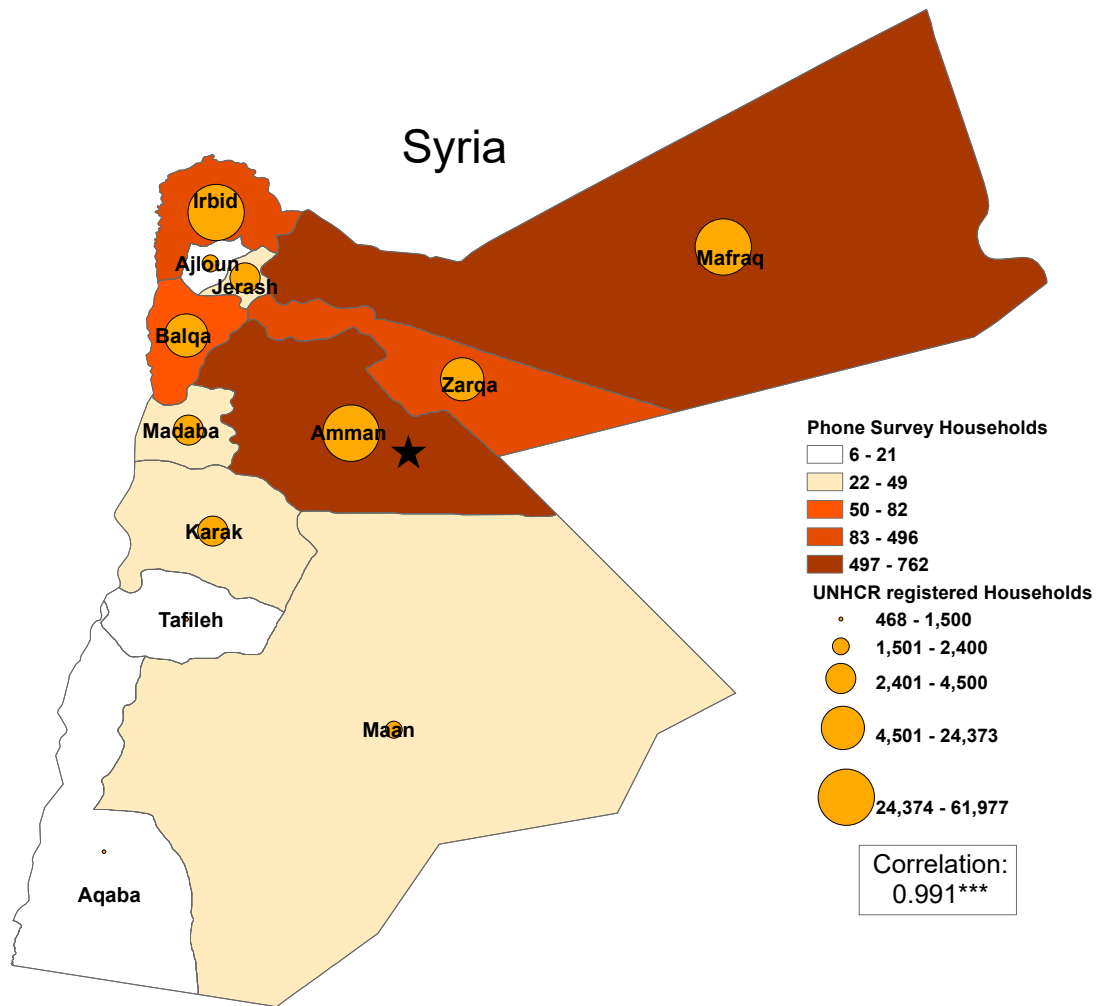 Syria
Irbid
Ajloun
Jerash
Mafraq
Balqa
Zarqa
Madaba
Amman
Karak
Tafileh
Maan
Aqaba
Phone Survey Households
6 - 21
22 - 49
50 - 82
83 - 496
497 - 762
UNHCR registered Households
468 - 1,500
1,501 - 2,400
2,401 - 4,500
4,501 - 24,373
24,374 - 61,977
Correlation:
0.991***